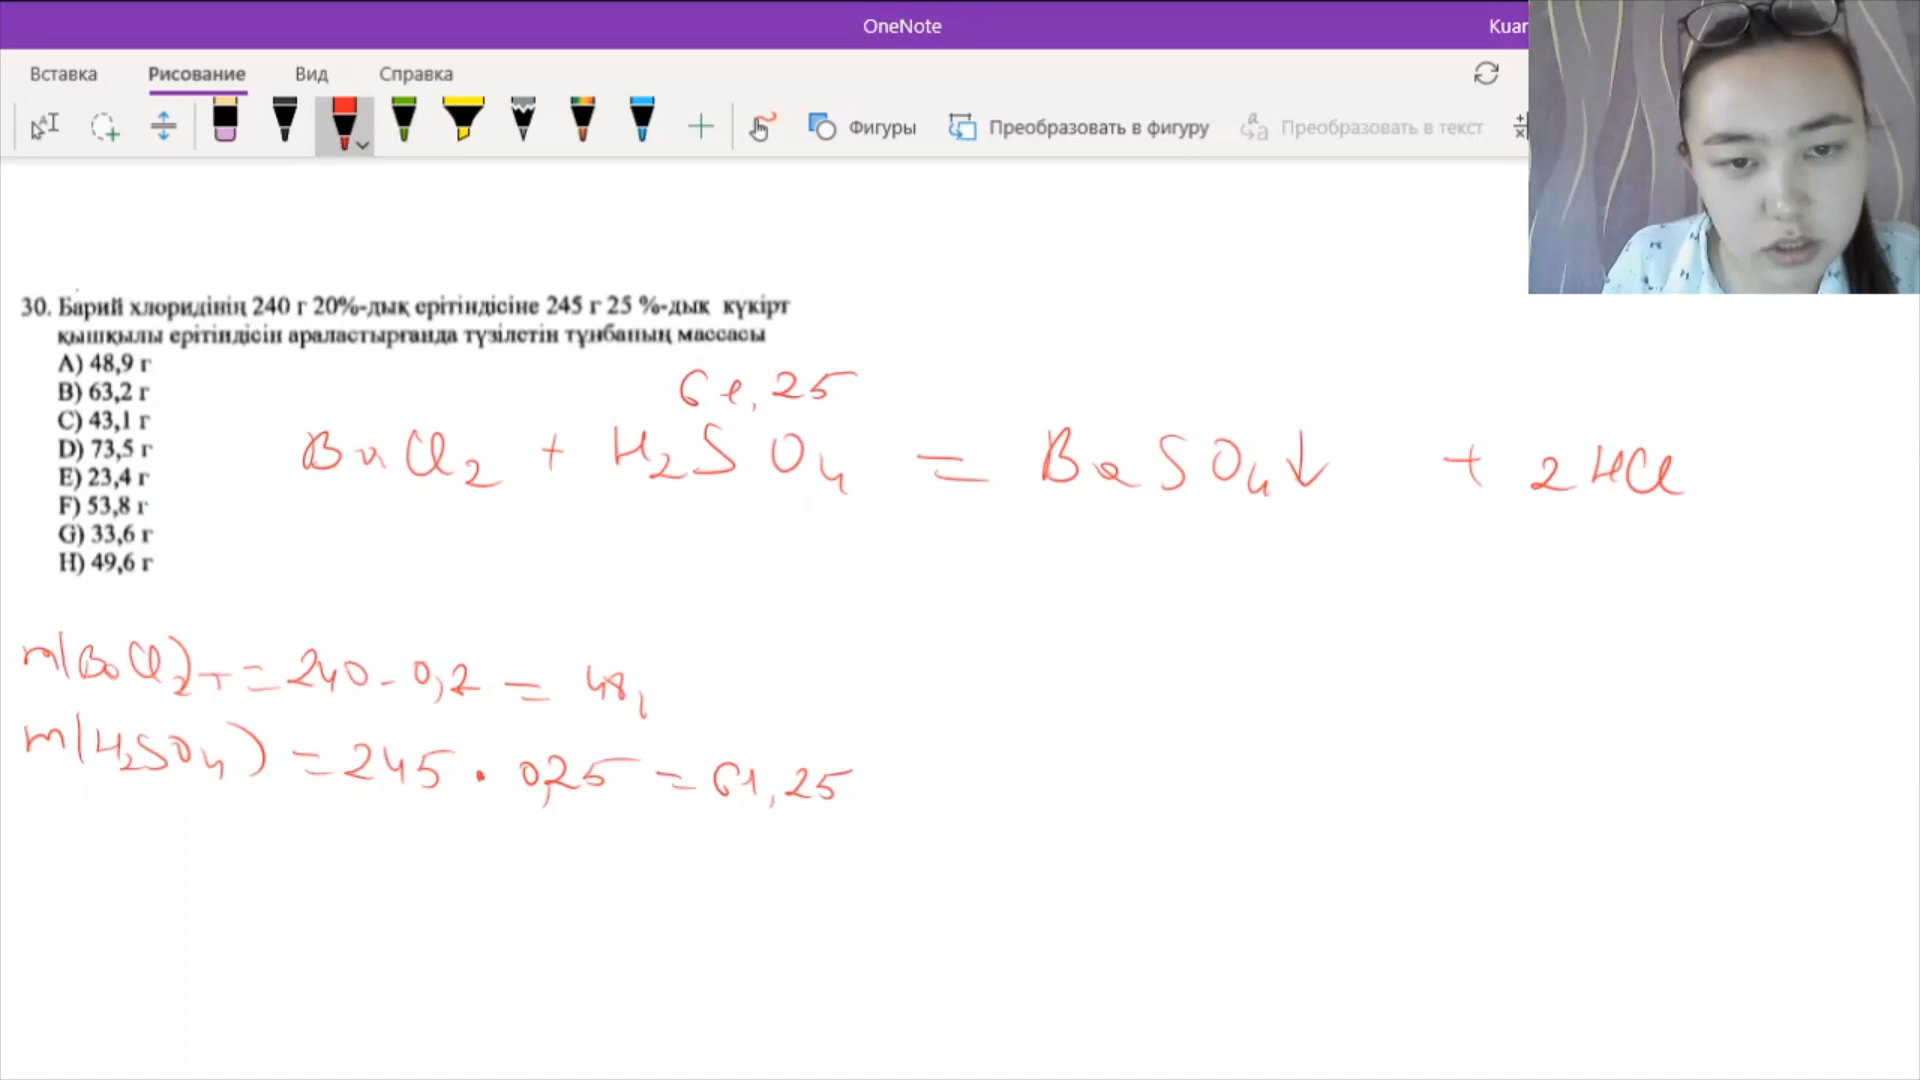 OneNote
Kuan
Вставка Рисование Вид Справка
Фигуры Преобразовать в фигуру Преобразовать в текст
30. Барий хлоридінің 240 г 20%-дық ерітіндісіне 245 г 25 %-дық күкірт
қышқылы ерітіндісін араластырғанда түзілетін тұнбаның массасы
A) 48,9 г
B) 63,2 г
C) 43,1 г
D) 73,5 г
E) 23,4 г
F) 53,8 г
G) 33,6 г
H) 49,6 г
61,25
BaCl2 + H2SO4 = BaSO4↓ + 2HCl
m(BaCl2)т = 240 - 0,2 = 48,
m(H2SO4) = 245 · 0,25 = 61,25